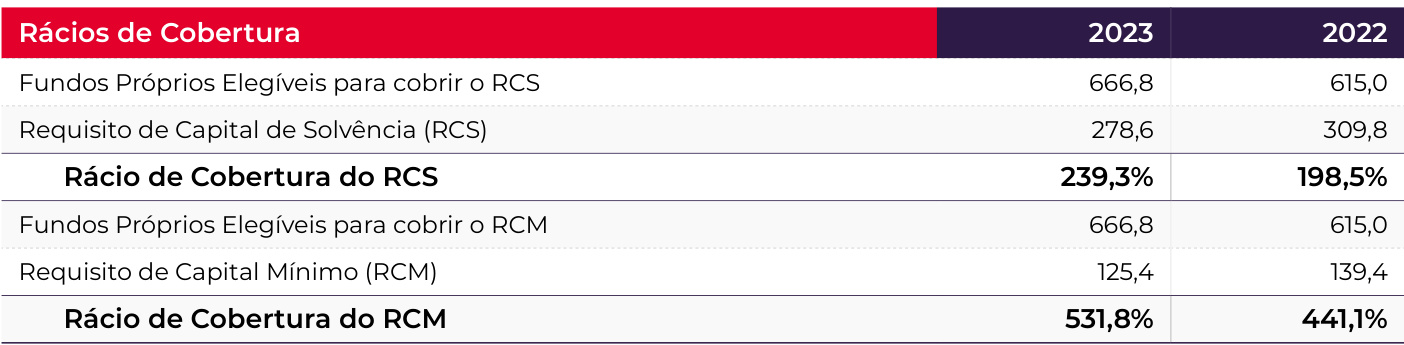 Rácios de Cobertura 2023 2022
Fundos Próprios Elegíveis para cobrir o RCS 666,8 615,0
Requisito de Capital de Solvência (RCS) 278,6 309,8
Rácio de Cobertura do RCS 239,3% 198,5%
Fundos Próprios Elegíveis para cobrir o RCM 666,8 615,0
Requisito de Capital Mínimo (RCM) 125,4 139,4
Rácio de Cobertura do RCM 531,8% 441,1%